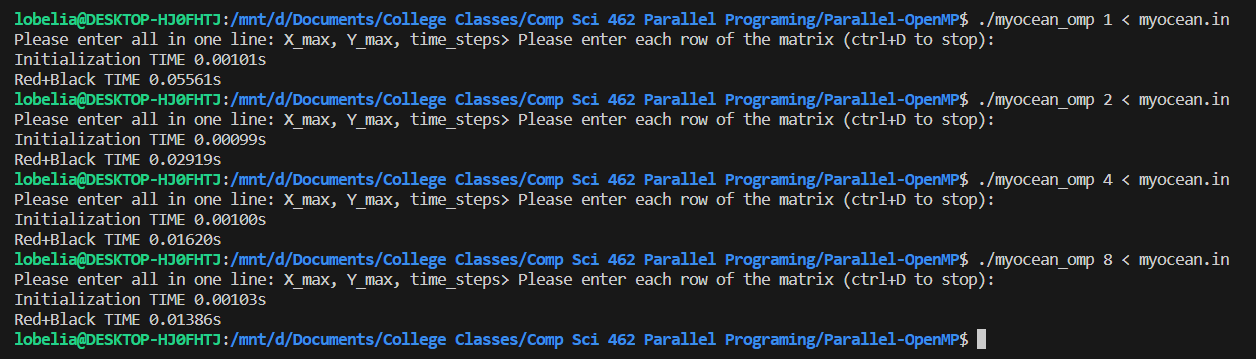 lobelia@DESKTOP-HJ0FHTJ:/mnt/d/Documents/College Classes/Comp Sci 462 Parallel Programing/Parallel-OpenMP$ ./myocean_omp 1 < myocean.in
Please enter all in one line: X_max, Y_max, time_steps> Please enter each row of the matrix (ctrl+D to stop):
Initialization TIME 0.00101s
Red+Black TIME 0.05561s
lobelia@DESKTOP-HJ0FHTJ:/mnt/d/Documents/College Classes/Comp Sci 462 Parallel Programing/Parallel-OpenMP$ ./myocean_omp 2 < myocean.in
Please enter all in one line: X_max, Y_max, time_steps> Please enter each row of the matrix (ctrl+D to stop):
Initialization TIME 0.00099s
Red+Black TIME 0.02919s
lobelia@DESKTOP-HJ0FHTJ:/mnt/d/Documents/College Classes/Comp Sci 462 Parallel Programing/Parallel-OpenMP$ ./myocean_omp 4 < myocean.in
Please enter all in one line: X_max, Y_max, time_steps> Please enter each row of the matrix (ctrl+D to stop):
Initialization TIME 0.00100s
Red+Black TIME 0.01620s
lobelia@DESKTOP-HJ0FHTJ:/mnt/d/Documents/College Classes/Comp Sci 462 Parallel Programing/Parallel-OpenMP$ ./myocean_omp 8 < myocean.in
Please enter all in one line: X_max, Y_max, time_steps> Please enter each row of the matrix (ctrl+D to stop):
Initialization TIME 0.00103s
Red+Black TIME 0.01386s
lobelia@DESKTOP-HJ0FHTJ:/mnt/d/Documents/College Classes/Comp Sci 462 Parallel Programing/Parallel-OpenMP$